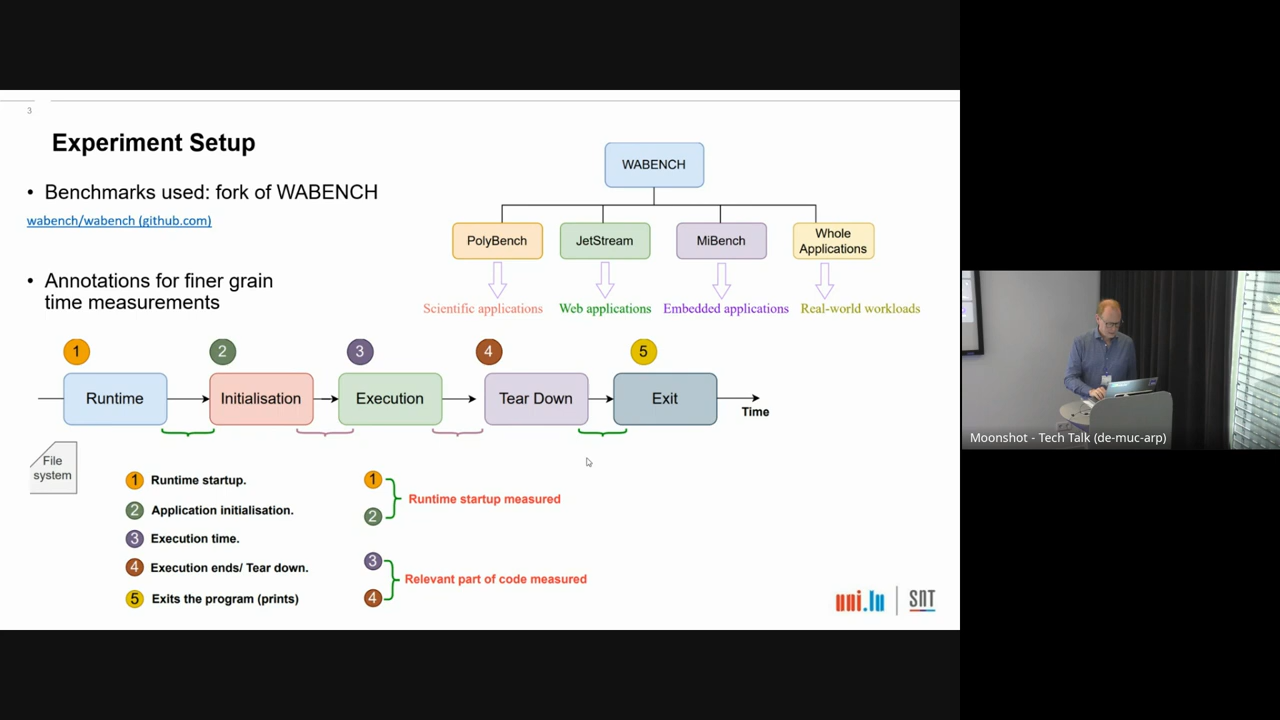 3
Experiment Setup
• Benchmarks used: fork of WABENCH
wabench/wabench (github.com)
• Annotations for finer grain
time measurements
WABENCH
PolyBench
JetStream
MiBench
Whole
Applications
Scientific applications
Web applications
Embedded applications
Real-world workloads
1
2
3
4
5
Runtime
Initialisation
Execution
Tear Down
Exit
Time
File
system
1 Runtime startup.
2 Application initialisation.
3 Execution time.
4 Execution ends/ Tear down.
5 Exits the program (prints)
1
2
Runtime startup measured
3
4
Relevant part of code measured
uni.lu
SNT
Moonshot - Tech Talk (de-muc-arp)